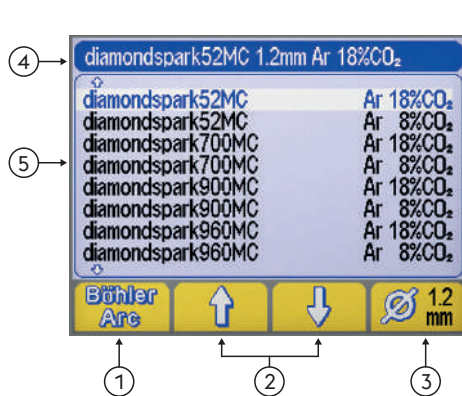 diamondspark52MC 1.2mm Ar 18%CO₂
diamondspark52MC Ar 18%CO₂
diamondspark52MC Ar 8%CO₂
diamondspark700MC Ar 18%CO₂
diamondspark700MC Ar 8%CO₂
diamondspark900MC Ar 18%CO₂
diamondspark900MC Ar 8%CO₂
diamondspark960MC Ar 18%CO₂
diamondspark960MC Ar 8%CO₂
Böhler
Arc
1.2
mm
4
5
1
2
3